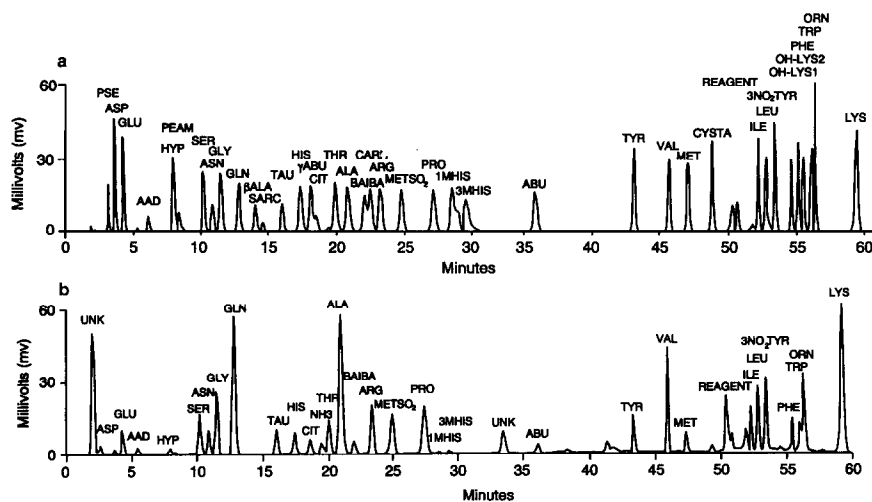 a
Millivolts (mv)
60
30
0
PSE
ASP
GLU
AAD
PEAM
HYP
SER
ASN
GLY
GLN
βALA
SARC
TAU
HIS
γABU
CIT
THR
ALA
BAIBA
ARG
METSO₂
PRO
1MHIS
3MHIS
ABU
TYR
VAL
MET
CYSTA
REAGENT
ILE
3NO₂TYR
LEU
OH-LYS1
OH-LYS2
PHE
TRP
ORN
LYS
0 5 10 15 20 25 30 35 40 45 50 55 60
Minutes
b
Millivolts (mv)
60
30
0
UNK
ASP
GLU
AAD
HYP
SER
ASN
GLY
GLN
TAU
HIS
CIT
NH3
THR
ALA
BAIBA
ARG
METSO₂
PRO
1MHIS
3MHIS
UNK
ABU
TYR
VAL
MET
REAGENT
ILE
LEU
3NO₂TYR
PHE
TRP
ORN
LYS
0 5 10 15 20 25 30 35 40 45 50 55 60
Minutes